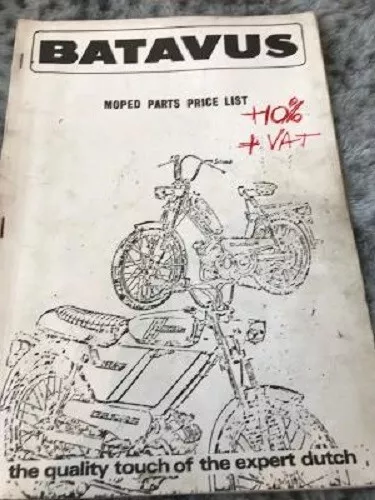 BATAVUS
MOPED PARTS PRICE LIST
+10%
+ VAT
the quality touch of the expert dutch